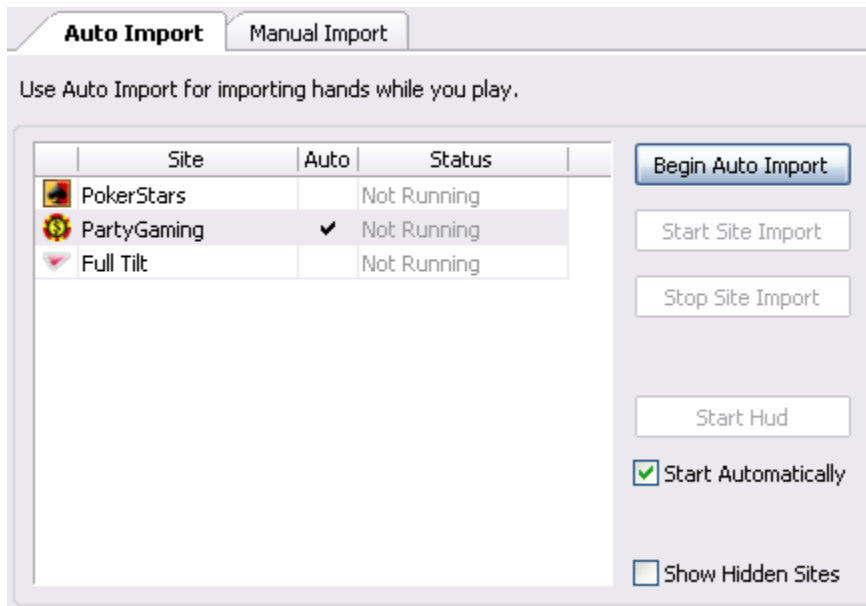 Auto Import Manual Import
Use Auto Import for importing hands while you play.
Site Auto Status
PokerStars Not Running
PartyGaming ✔ Not Running
Full Tilt Not Running
Begin Auto Import
Start Site Import
Stop Site Import
Start Hud
Start Automatically
Show Hidden Sites